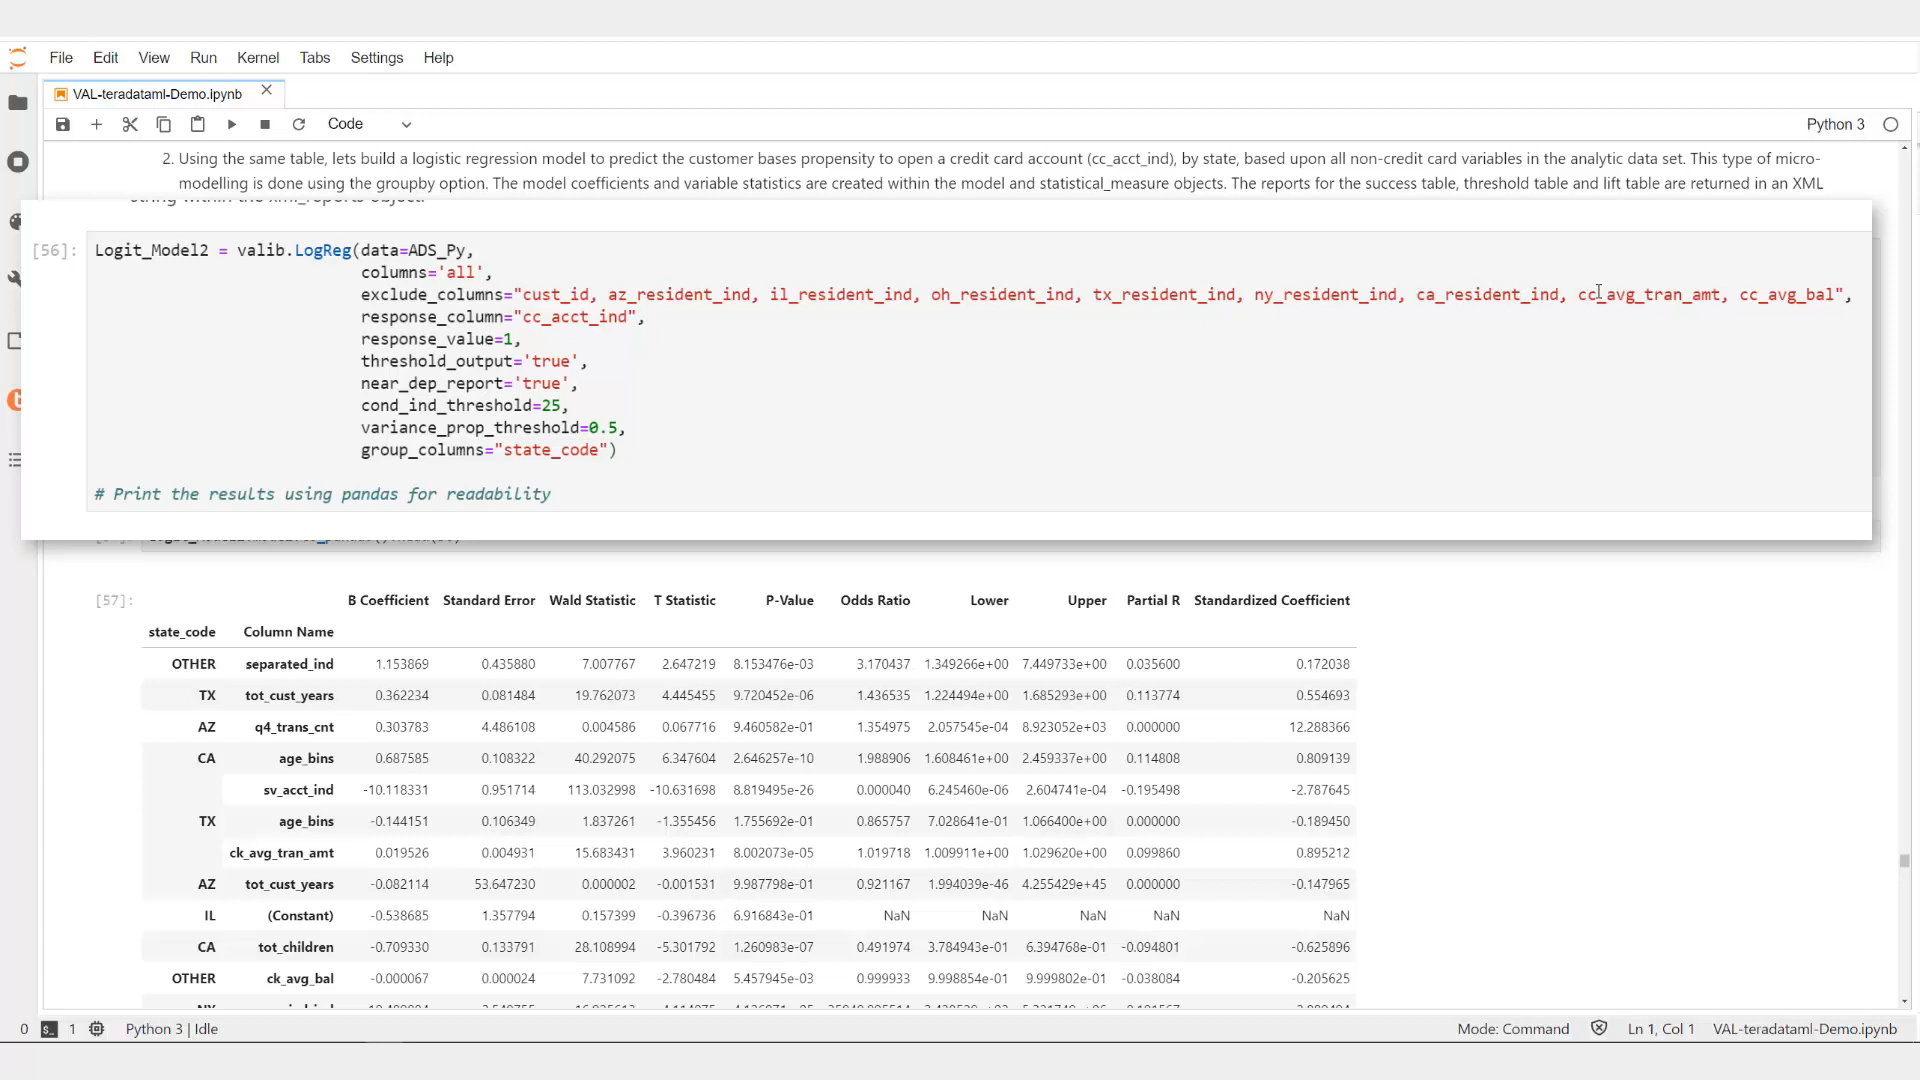 File Edit View Run Kernel Tabs Settings Help
VAL-teradataml-Demo.ipynb
Code
Python 3
2. Using the same table, lets build a logistic regression model to predict the customer bases propensity to open a credit card account (cc_acct_ind), by state, based upon all non-credit card variables in the analytic data set. This type of micro-
modelling is done using the groupby option. The model coefficients and variable statistics are created within the model and statistical_measure objects. The reports for the success table, threshold table and lift table are returned in an XML
string within the xml_reports object.
[56]: Logit_Model2 = valib.LogReg(data=ADS_Py,
columns='all',
exclude_columns="cust_id, az_resident_ind, il_resident_ind, oh_resident_ind, tx_resident_ind, ny_resident_ind, ca_resident_ind, cc_avg_tran_amt, cc_avg_bal",
response_column="cc_acct_ind",
response_value=1,
threshold_output='true',
near_dep_report='true',
cond_ind_threshold=25,
variance_prop_threshold=0.5,
group_columns="state_code")
# Print the results using pandas for readability
[57]: B Coefficient Standard Error Wald Statistic T Statistic P-Value Odds Ratio Lower Upper Partial R Standardized Coefficient
state_code Column Name
OTHER separated_ind 1.153869 0.435880 7.007767 2.647219 8.153476e-03 3.170437 1.349266e+00 7.449733e+00 0.035600 0.172038
TX tot_cust_years 0.362234 0.081484 19.762073 4.445455 9.720452e-06 1.436535 1.224494e+00 1.685293e+00 0.113774 0.554693
AZ q4_trans_cnt 0.303783 4.486108 0.004586 0.067716 9.460582e-01 1.354975 2.057545e-04 8.923052e+03 0.000000 12.288366
CA age_bins 0.687585 0.108322 40.292075 6.347604 2.646257e-10 1.988906 1.608461e+00 2.459337e+00 0.114808 0.809139
sv_acct_ind -10.118331 0.951714 113.032998 -10.631698 8.819495e-26 0.000040 6.245460e-06 2.604741e-04 -0.195498 -2.787645
TX age_bins -0.144151 0.106349 1.837261 -1.355456 1.755692e-01 0.865757 7.028641e-01 1.066400e+00 0.000000 -0.189450
ck_avg_tran_amt 0.019526 0.004931 15.683431 3.960231 8.002073e-05 1.019718 1.009911e+00 1.029620e+00 0.099860 0.895212
AZ tot_cust_years -0.082114 53.647230 0.000002 -0.001531 9.987798e-01 0.921167 1.994039e-46 4.255429e+45 0.000000 -0.147965
IL (Constant) -0.538685 1.357794 0.157399 -0.396736 6.916843e-01 NaN NaN NaN NaN NaN
CA tot_children -0.709330 0.133791 28.108994 -5.301792 1.260983e-07 0.491974 3.784943e-01 6.394768e-01 -0.094801 -0.625896
OTHER ck_avg_bal -0.000067 0.000024 7.731092 -2.780484 5.457945e-03 0.999933 9.998854e-01 9.999802e-01 -0.038084 -0.205625
0 1 Python 3 | Idle Mode: Command Ln 1, Col 1 VAL-teradataml-Demo.ipynb